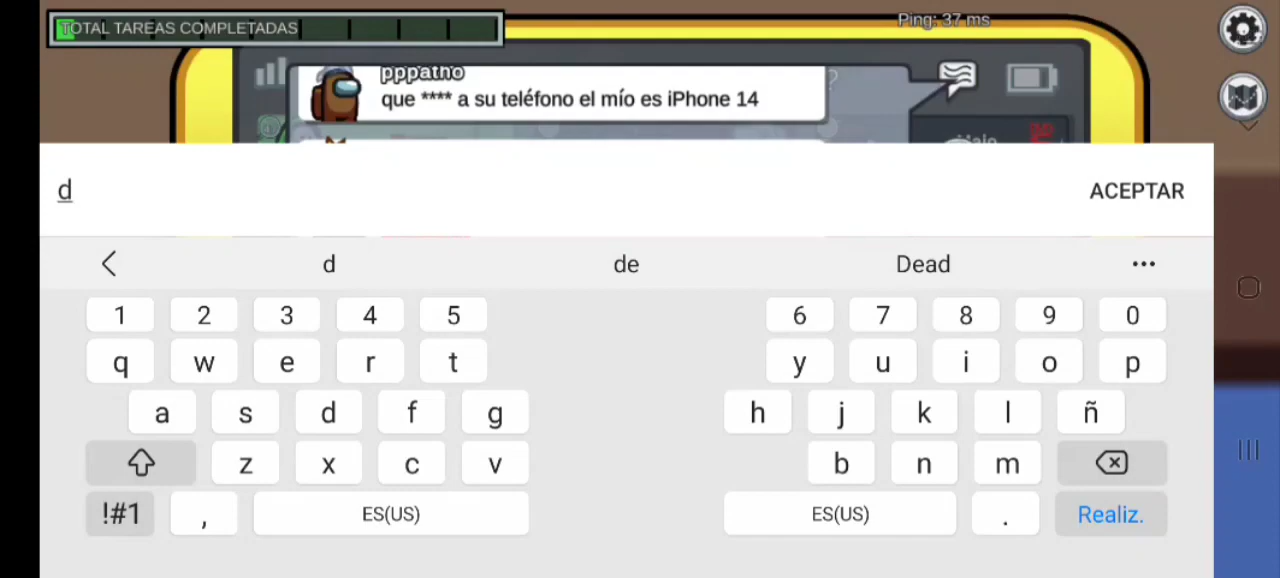 TOTAL TAREAS COMPLETADAS
Ping: 37 ms
pppatno
que **** a su teléfono el mío es iPhone 14
d
ACEPTAR
d de Dead
1 2 3 4 5 6 7 8 9 0
q w e r t y u i o p
a s d f g h j k l ñ
z x c v b n m
!#1 , ES(US) ES(US) . Realiz.